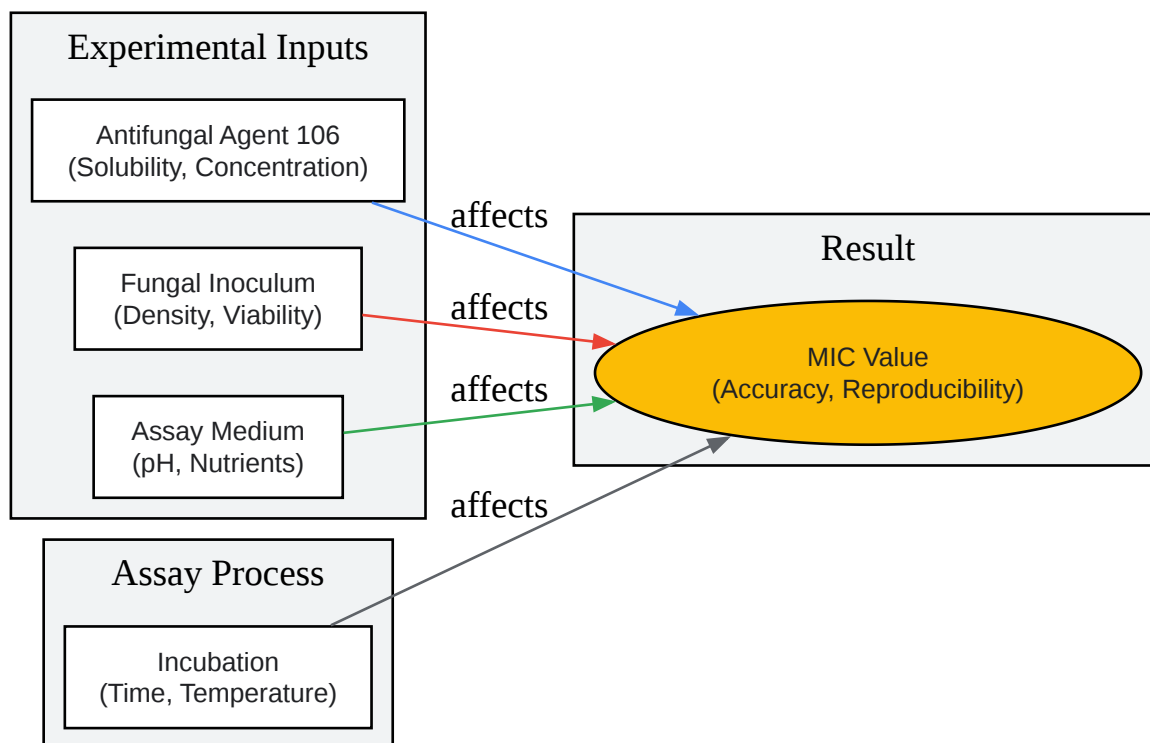 Experimental Inputs
Antifungal Agent 106
(Solubility, Concentration)
Fungal Inoculum
(Density, Viability)
Assay Medium
(pH, Nutrients)
Assay Process
Incubation
(Time, Temperature)
affects
affects
affects
affects
Result
MIC Value
(Accuracy, Reproducibility)